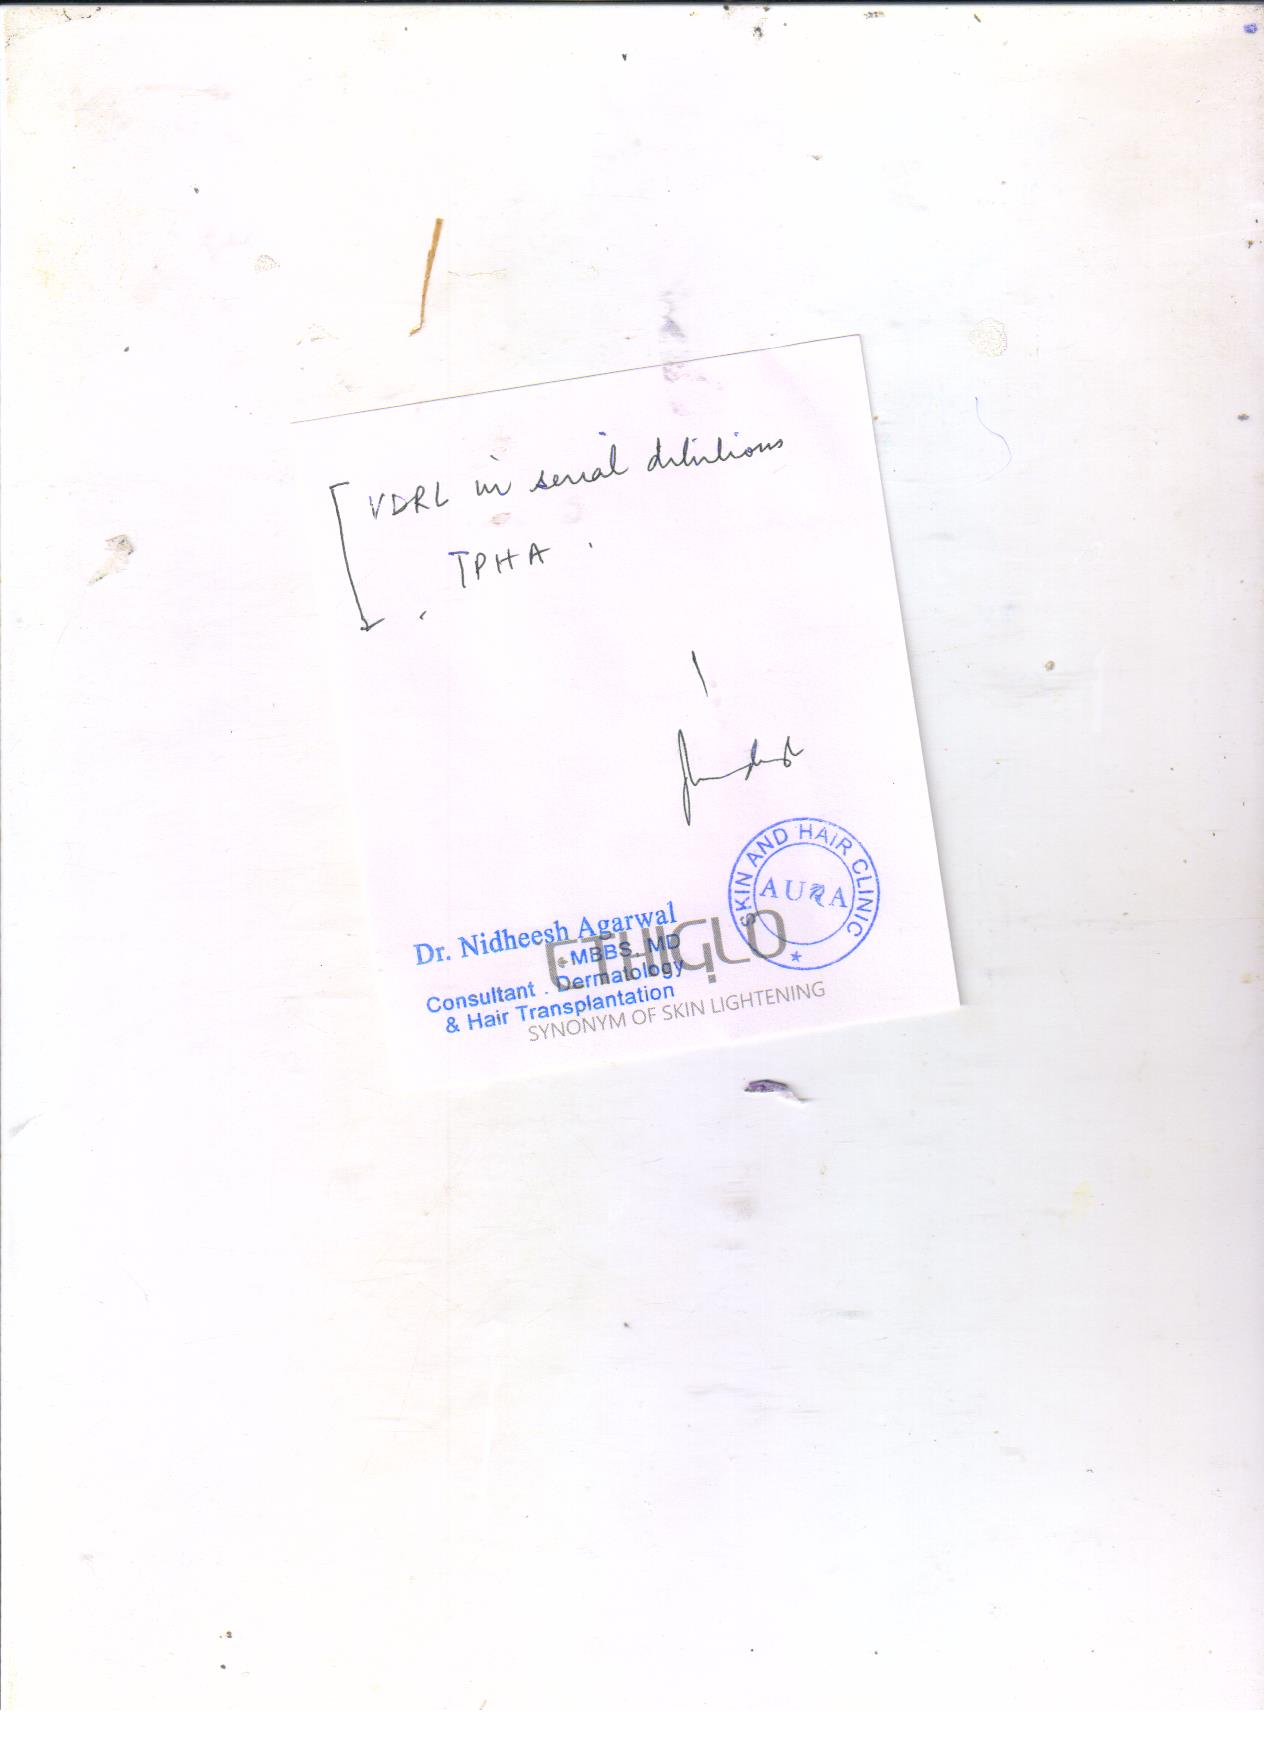 VDRL in serial dilutions
TPHA
SKIN AND HAIR CLINIC
AURA
Dr. Nidheesh Agarwal
MBBS, MD
Consultant . Dermatology
& Hair Transplantation
ETHIGLO
SYNONYM OF SKIN LIGHTENING